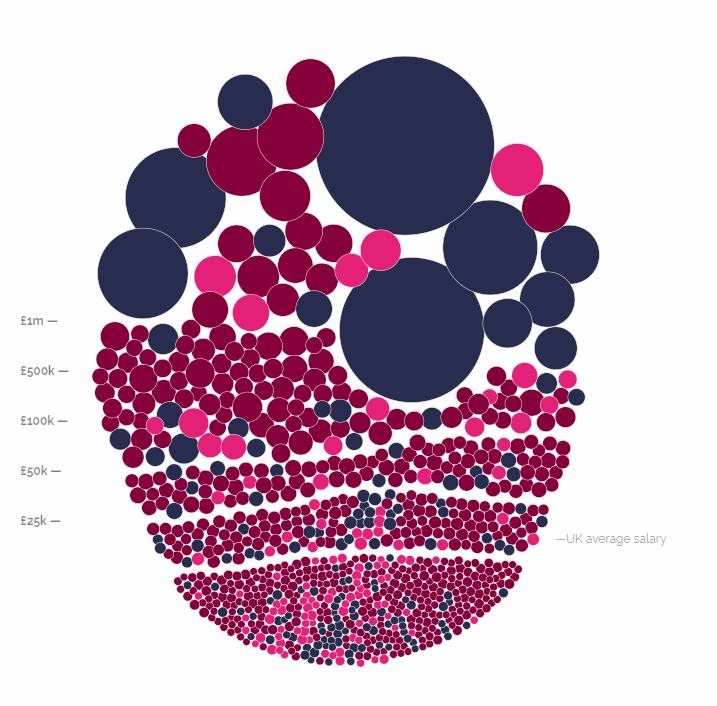 £1m —
£500k —
£100k —
£50k —
£25k —
—UK average salary